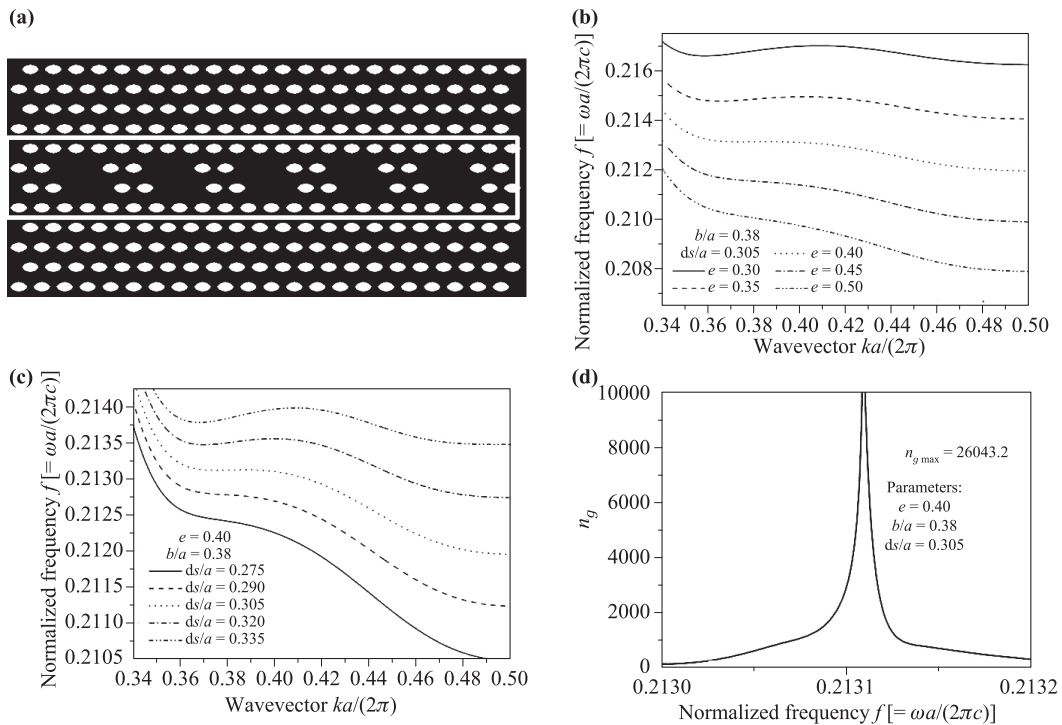 (a)
(b)
Normalized frequency f [= ωa/(2πc)]
0.216
0.214
0.212
0.210
0.208
b/a = 0.38
ds/a = 0.305
e = 0.30
e = 0.35
e = 0.40
e = 0.45
e = 0.50
0.34 0.36 0.38 0.40 0.42 0.44 0.46 0.48 0.50
Wavevector ka/(2π)
(c)
Normalized frequency f [= ωa/(2πc)]
0.2140
0.2135
0.2130
0.2125
0.2120
0.2115
0.2110
0.2105
e = 0.40
b/a = 0.38
ds/a = 0.275
ds/a = 0.290
ds/a = 0.305
ds/a = 0.320
ds/a = 0.335
0.34 0.36 0.38 0.40 0.42 0.44 0.46 0.48 0.50
Wavevector ka/(2π)
(d)
n_g
10000
8000
6000
4000
2000
0
n_g max = 26043.2
Parameters:
e = 0.40
b/a = 0.38
ds/a = 0.305
0.2130 0.2131 0.2132
Normalized frequency f [= ωa/(2πc)]